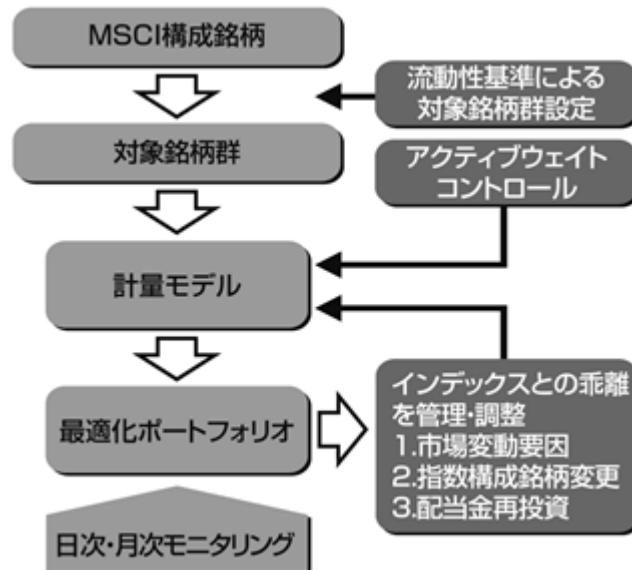 MSCI構成銘柄
流動性基準による
対象銘柄群設定
対象銘柄群
アクティブウェイト
コントロール
計量モデル
最適化ポートフォリオ
インデックスとの乖離
を管理・調整
1.市場変動要因
2.指数構成銘柄変更
3.配当金再投資
日次・月次モニタリング